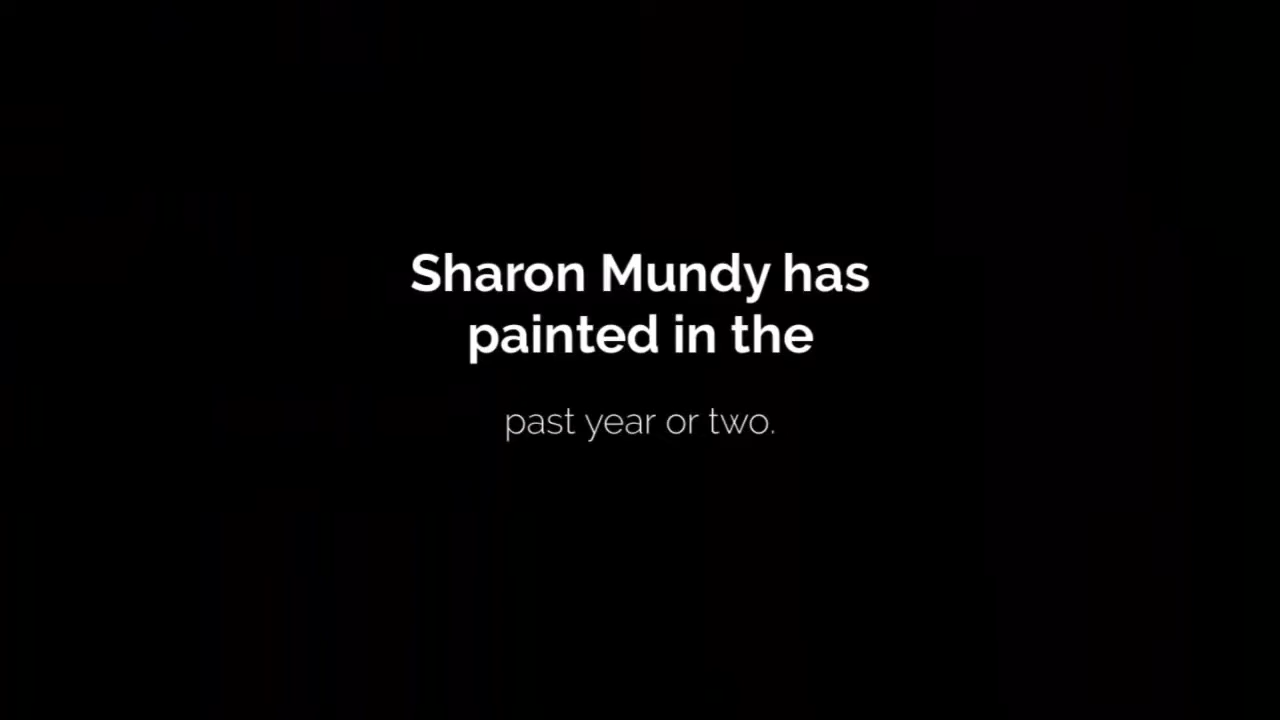 Sharon Mundy has
painted in the
past year or two.